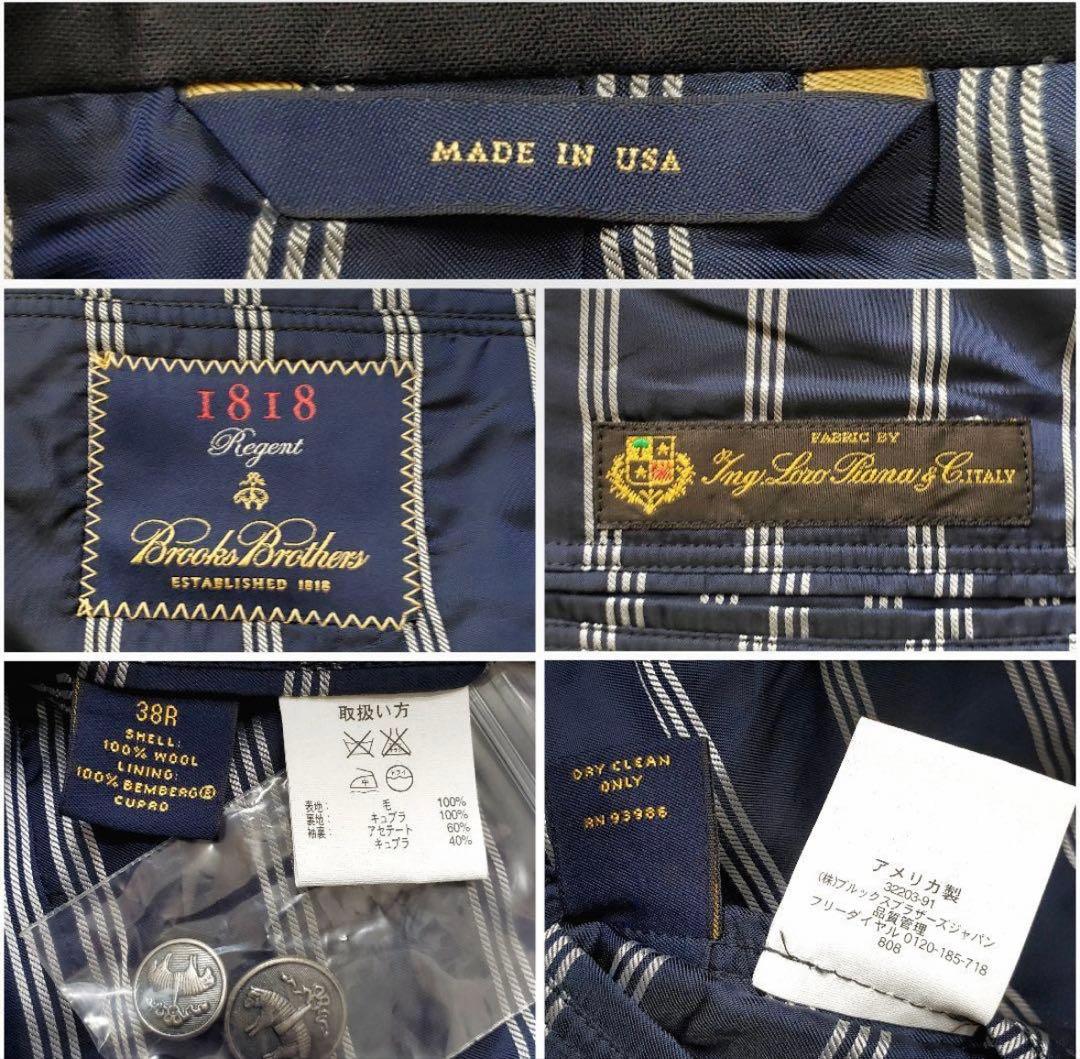 MADE IN USA
1818
Regent
Brooks Brothers
ESTABLISHED 1818
FABRIC BY
Ing. Loro Piana & C. ITALY
38R
SHELL:
100% WOOL
LINING:
100% BEMBERG®
CUPRO
取扱い方
中
ドライ
表地: 毛 100%
裏地: キュプラ 100%
袖裏: アセテート 60%
キュプラ 40%
DRY CLEAN
ONLY
RN 93986
アメリカ製
32203-91
(株)ブルックスブラザーズジャパン
品質管理
フリーダイヤル 0120-185-718
808